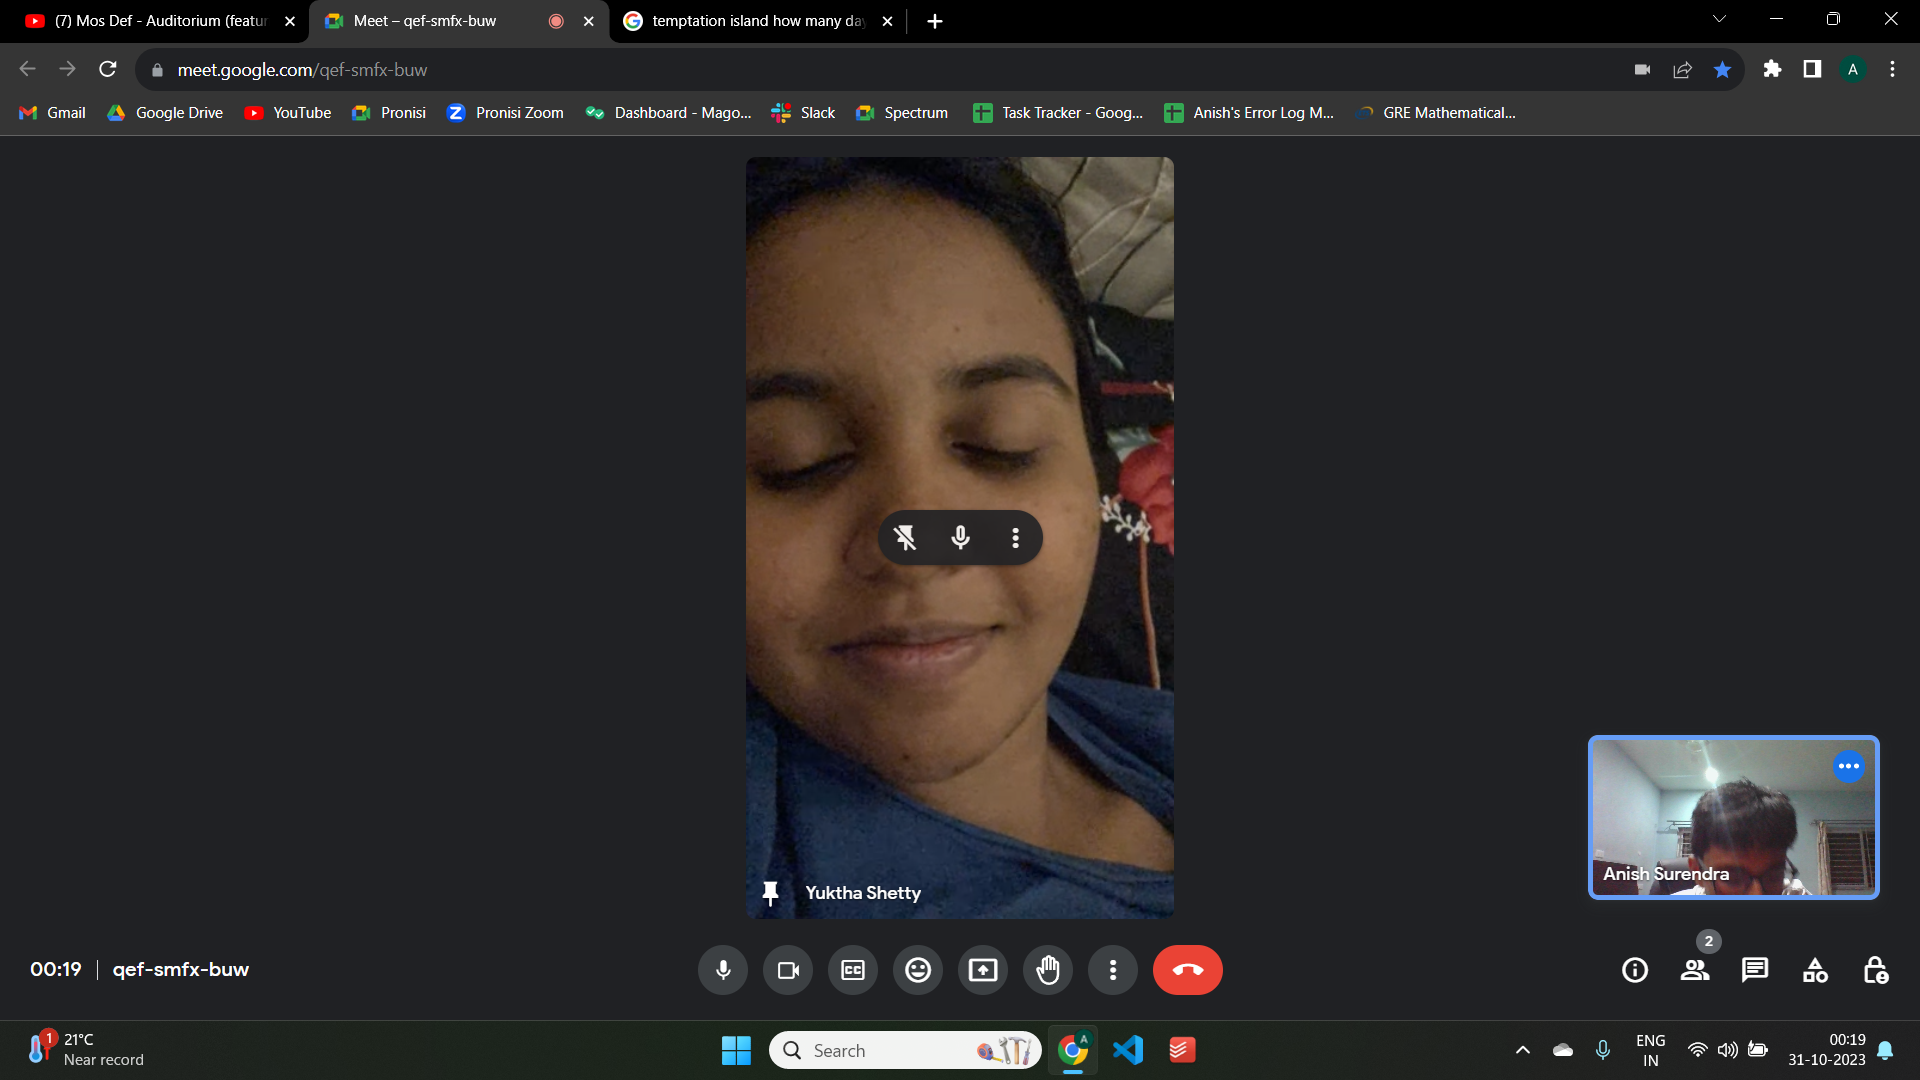 (7) Mos Def - Auditorium (featu
Meet – qef-smfx-buw
temptation island how many da
meet.google.com/qef-smfx-buw
A
Gmail
Google Drive
YouTube
Pronisi
Pronisi Zoom
Dashboard - Mago...
Slack
Spectrum
Task Tracker - Goog...
Anish's Error Log M...
GRE Mathematical...
Yuktha Shetty
Anish Surendra
00:19 | qef-smfx-buw
CC
2
1
21°C
Near record
Search
A
ENG
IN
00:19
31-10-2023